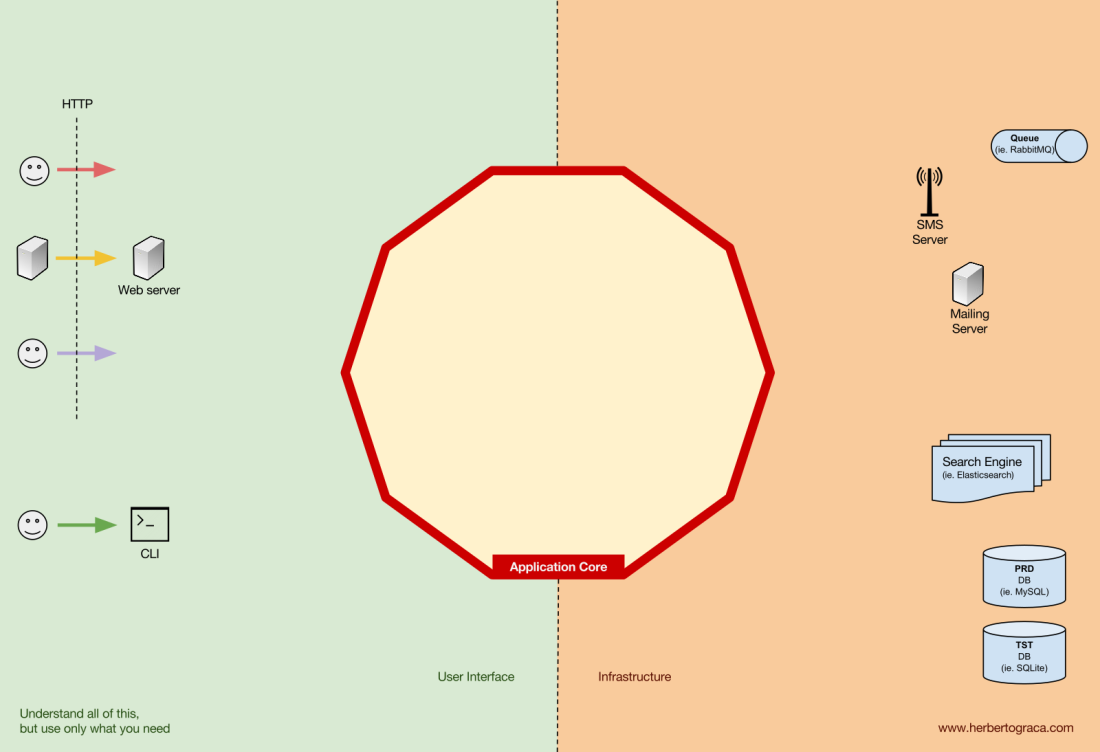 HTTP
Queue
(ie. RabbitMQ)
SMS
Server
Web server
Mailing
Server
Search Engine
(ie. Elasticsearch)
>_
CLI
Application Core
PRD
DB
(ie. MySQL)
TST
DB
(ie. SQLite)
User Interface
Infrastructure
Understand all of this,
but use only what you need
www.herbertograca.com